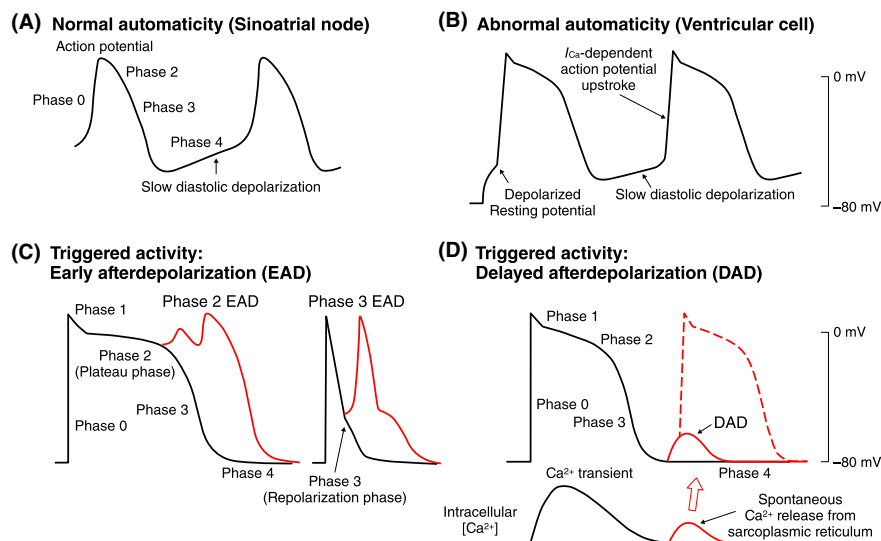 (A) Normal automaticity (Sinoatrial node)
Action potential
Phase 0
Phase 2
Phase 3
Phase 4
Slow diastolic depolarization
(B) Abnormal automaticity (Ventricular cell)
I Ca-dependent
action potential
upstroke
0 mV
Depolarized
Resting potential
Slow diastolic depolarization
–80 mV
(C) Triggered activity:
Early afterdepolarization (EAD)
Phase 1
Phase 2 EAD
Phase 3 EAD
Phase 2
(Plateau phase)
Phase 3
Phase 0
Phase 4
Phase 3
(Repolarization phase)
(D) Triggered activity:
Delayed afterdepolarization (DAD)
Phase 1
Phase 2
0 mV
Phase 0
Phase 3
DAD
–80 mV
Phase 4
Ca²⁺ transient
Intracellular
[Ca²⁺]
Spontaneous
Ca²⁺ release from
sarcoplasmic reticulum